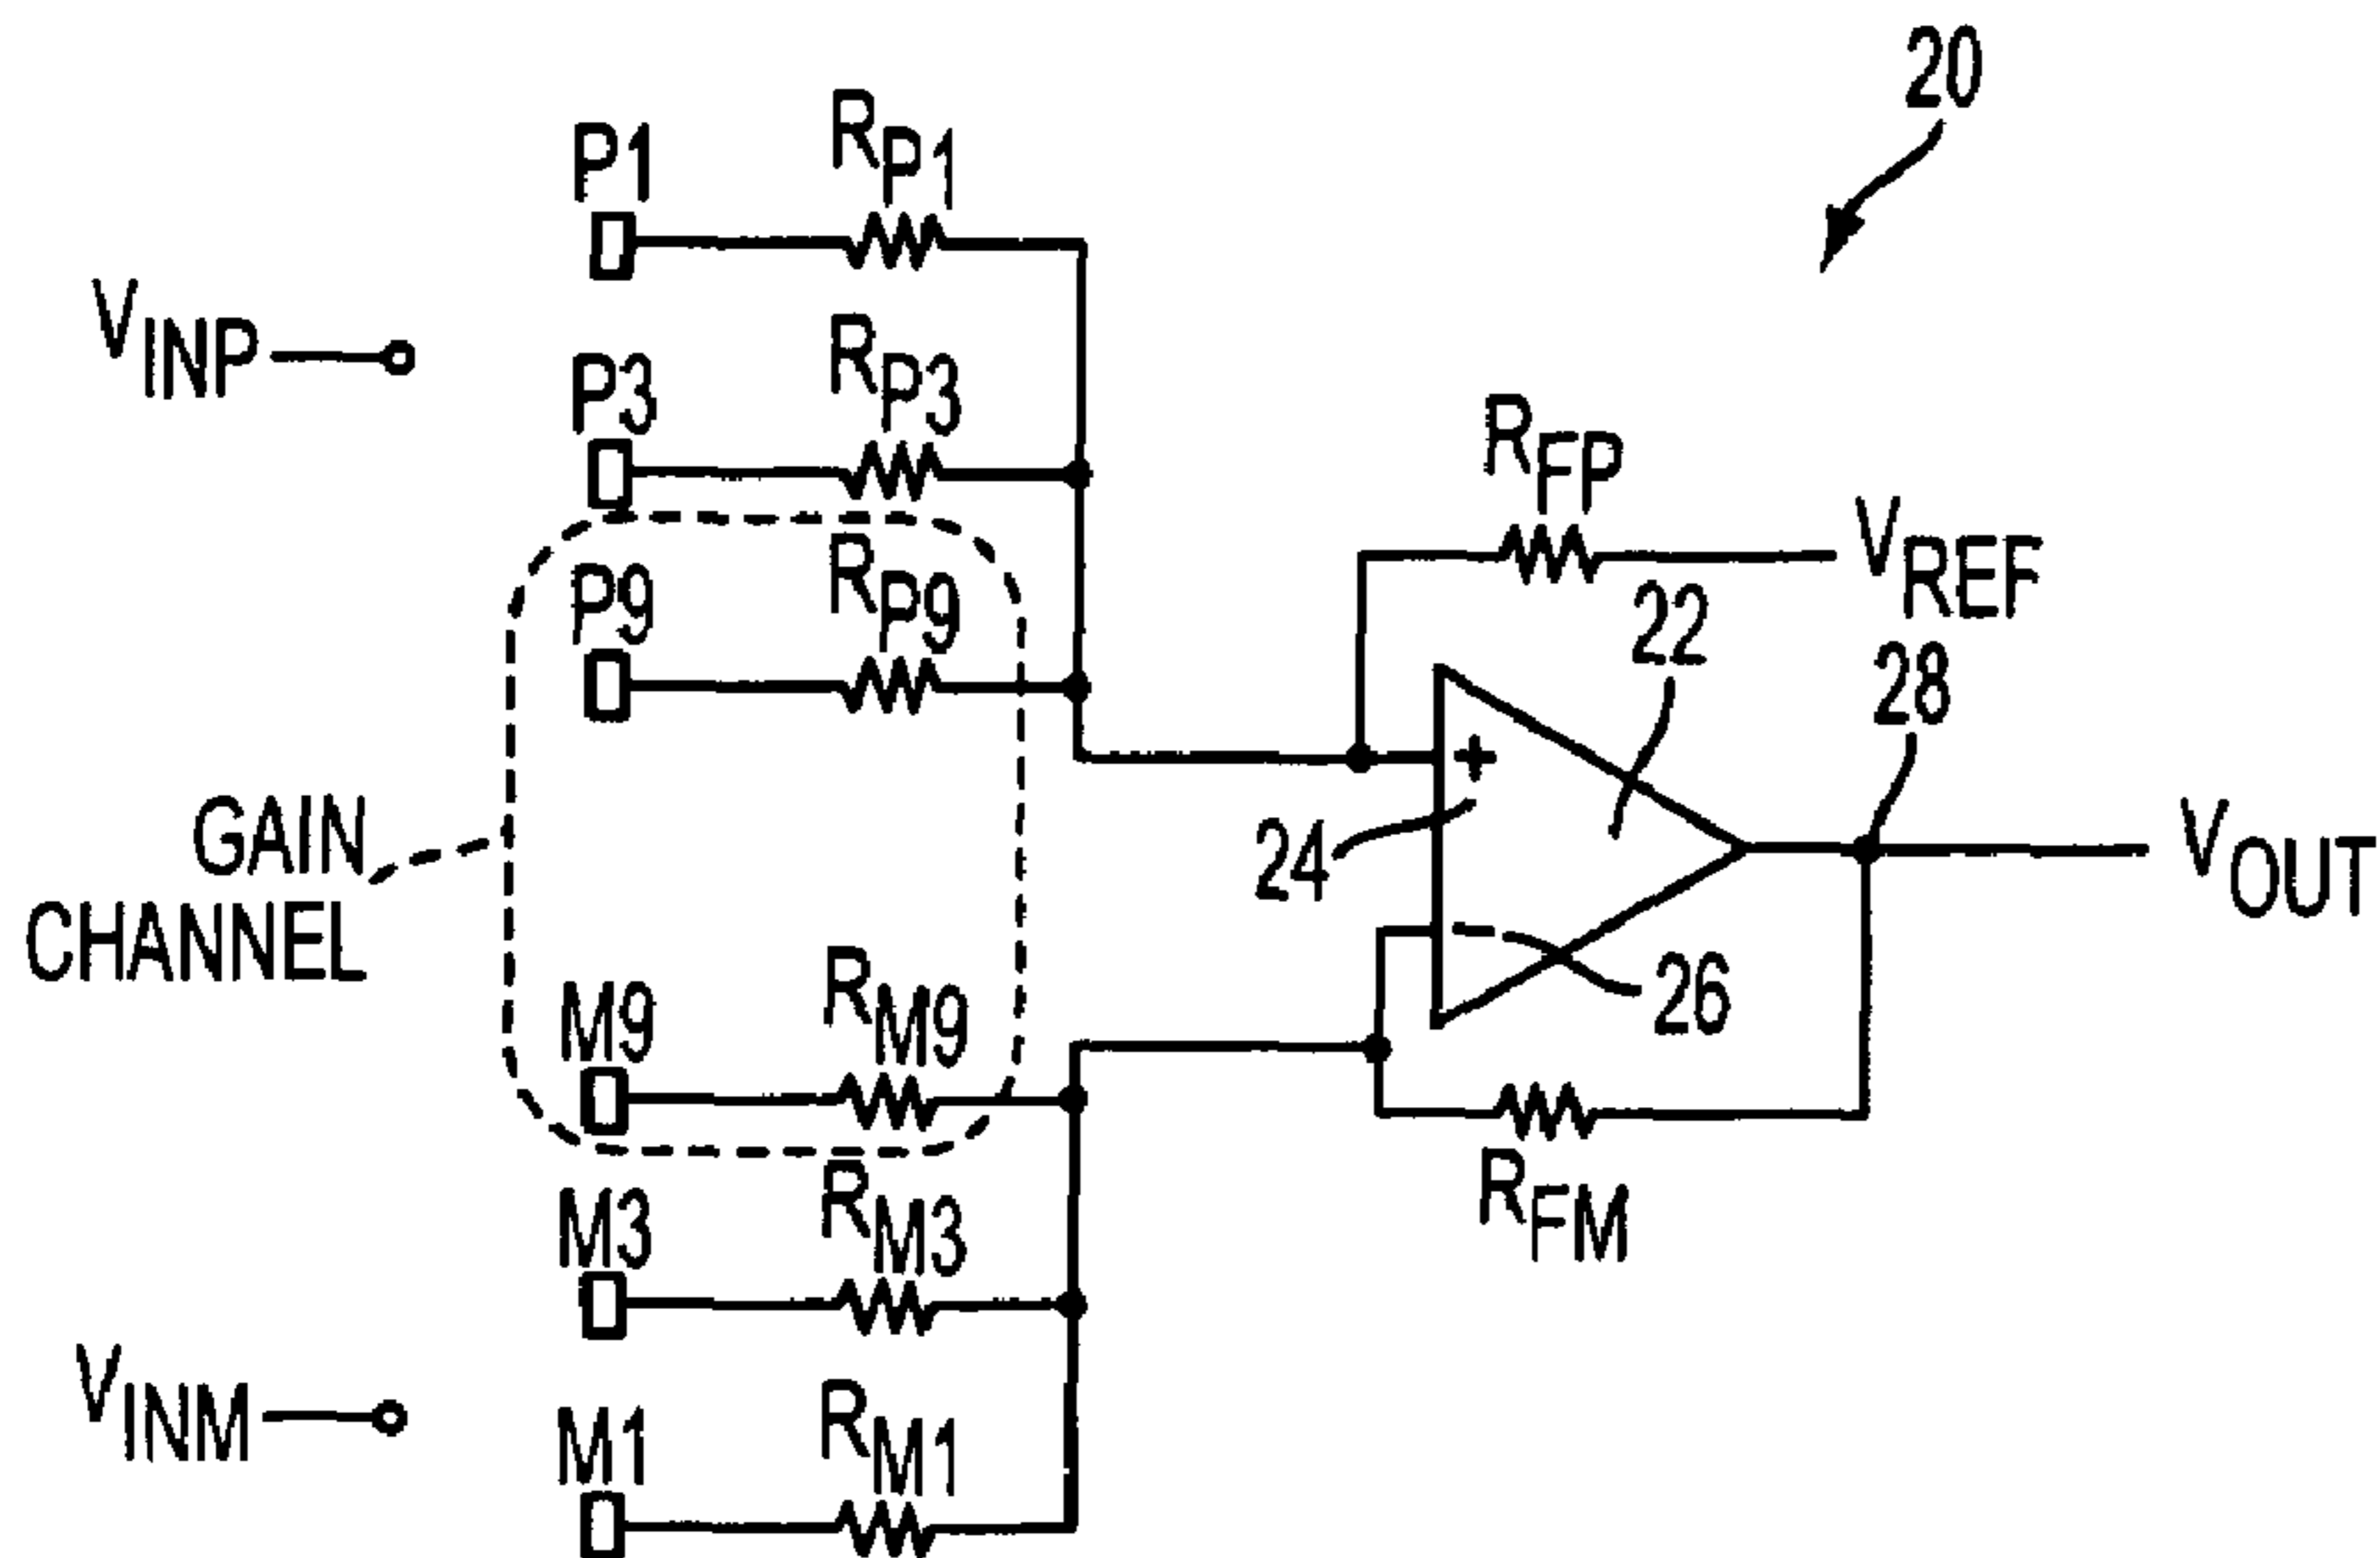 20
P1
RP1
VINP
P3
RP3
RFP
VREF
P9
RP9
22
28
GAIN
CHANNEL
24
+
VOUT
−
26
M9
RM9
M3
RM3
RFM
VINM
M1
RM1